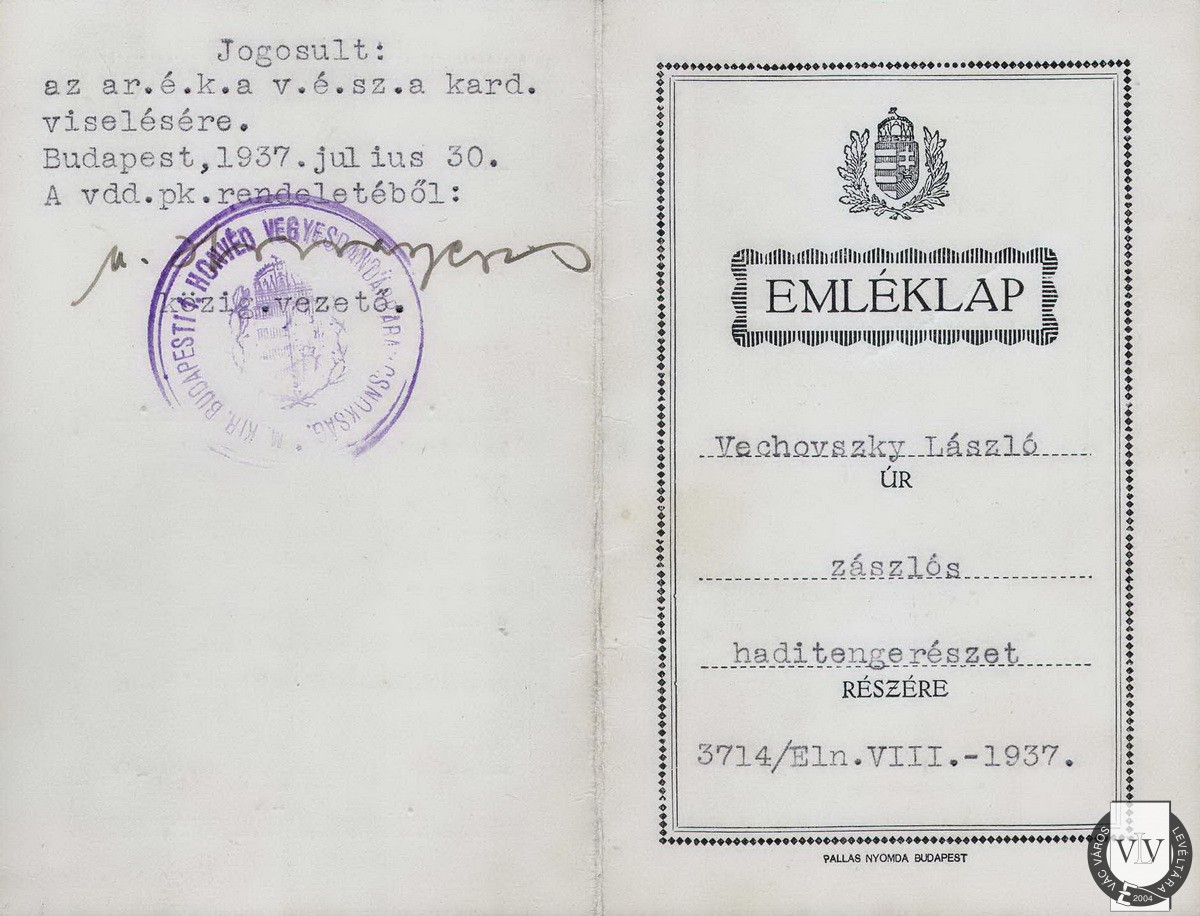 Jogosult:
az ar.é.k.a v.é.sz.a kard.
viselésére.
Budapest,1937.julius 30.
A vdd.pk.rendeletéből:
közig.vezető.
M. KIR. BUDAPESTI HONVÉD VEGYESDANDÁRPARANCSNOKSÁG.
EMLÉKLAP
Vechovszky László
ÚR
zászlós
haditengerészet
RÉSZÉRE
3714/Eln.VIII.-1937.
PALLAS NYOMDA BUDAPEST
VÁC VÁROS LEVÉLTÁRA
VLV
2004